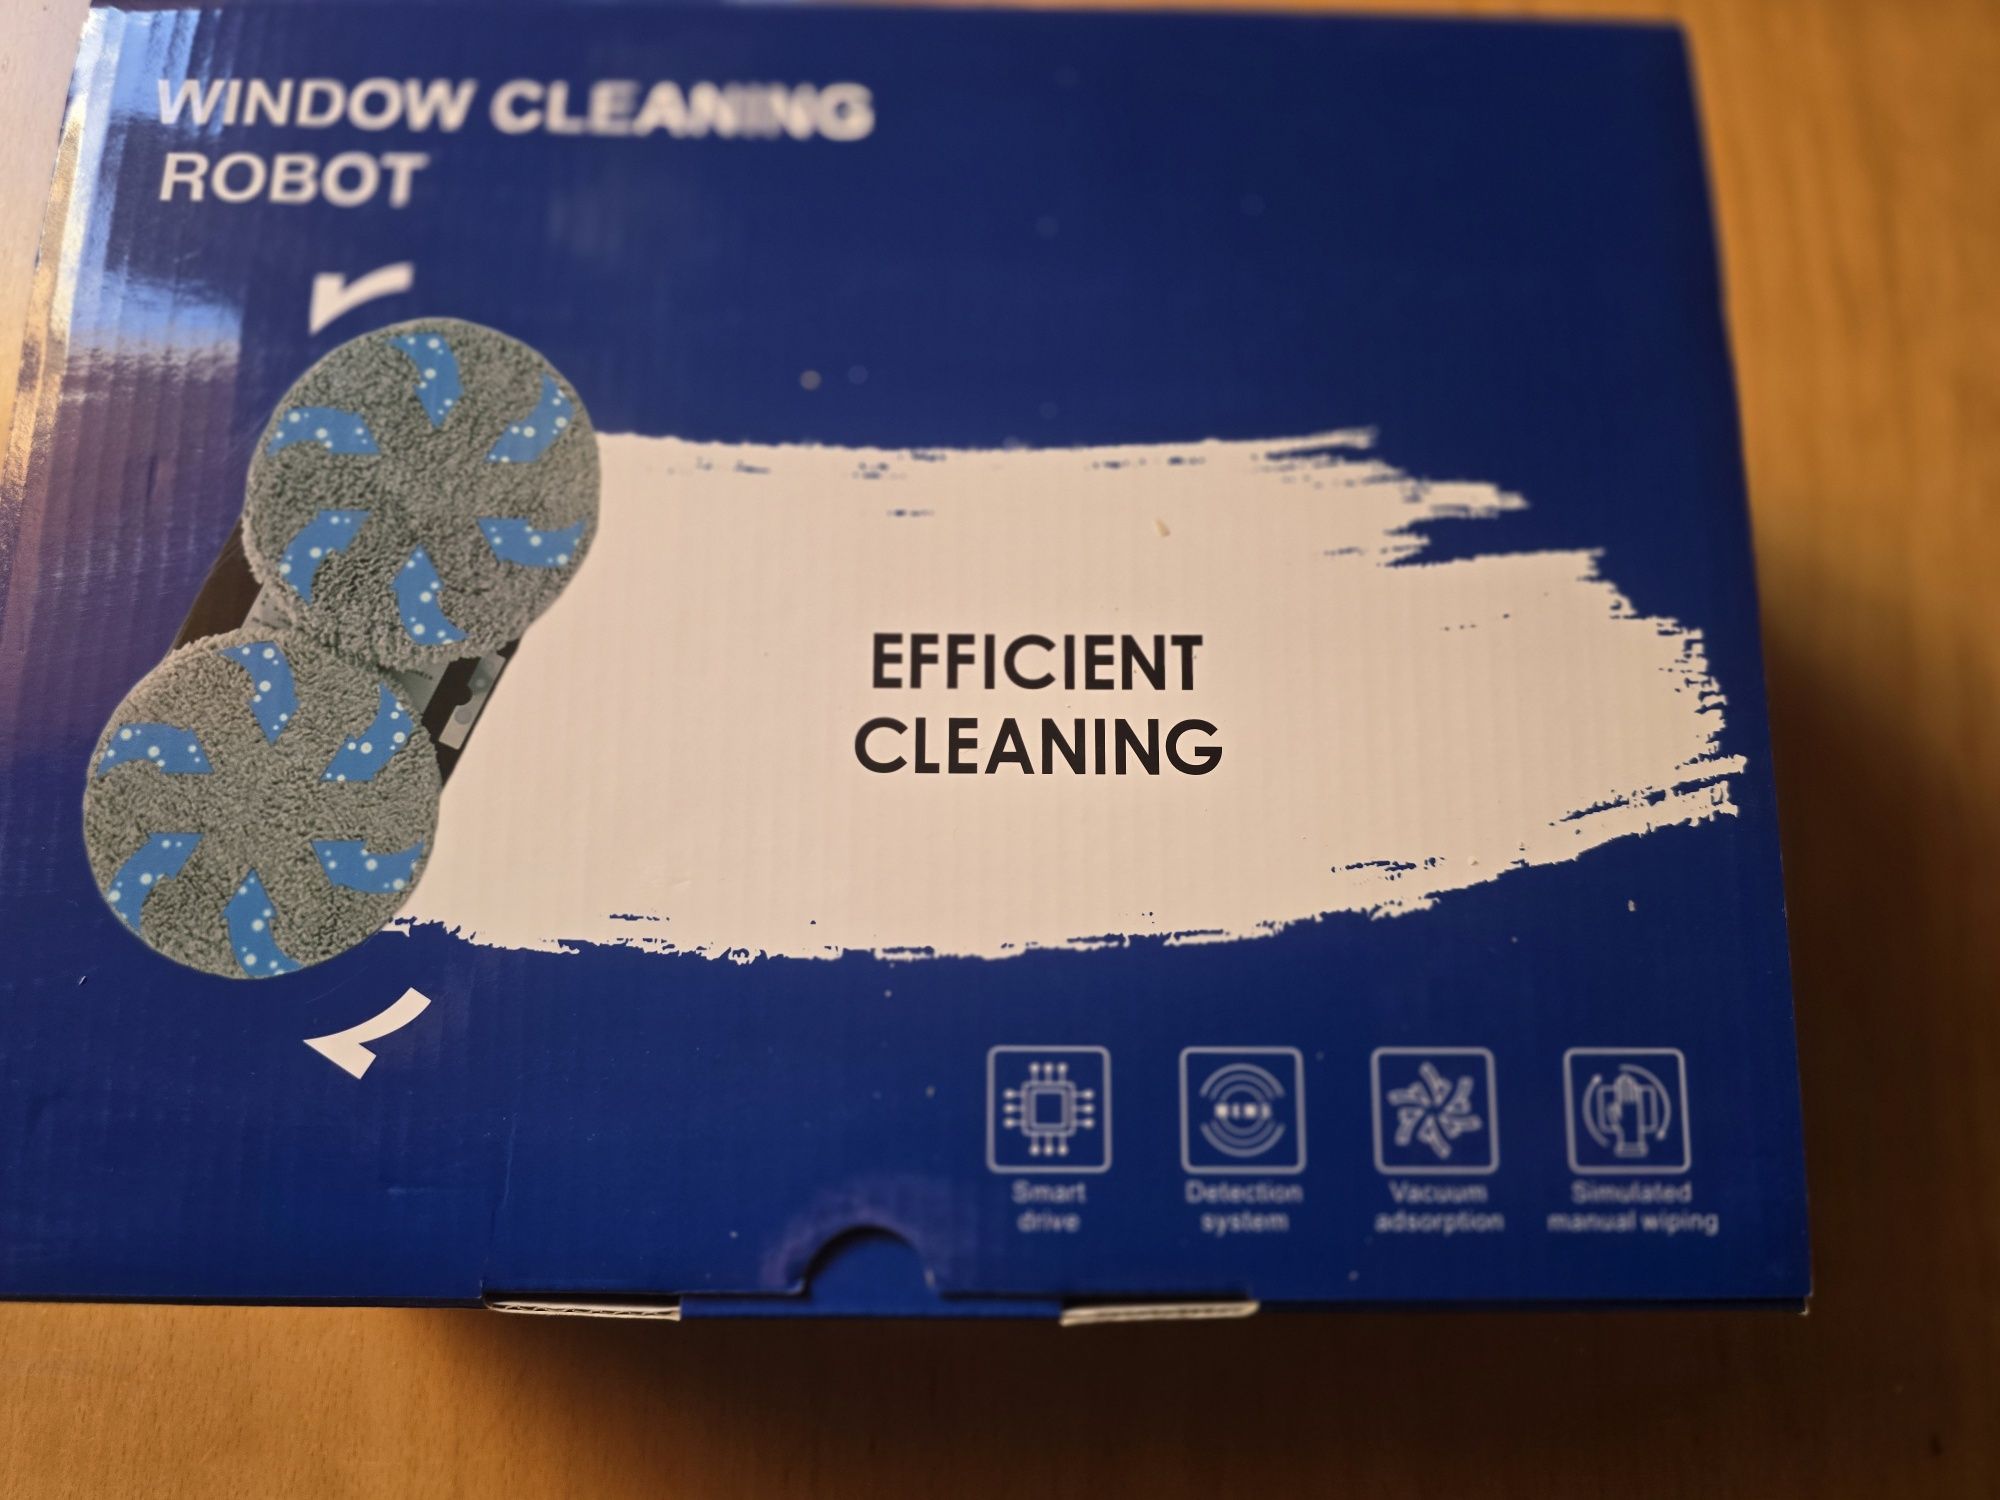 WINDOW CLEANING
ROBOT
EFFICIENT
CLEANING
Smart
drive
Detection
system
Vacuum
adsorption
Simulated
manual wiping